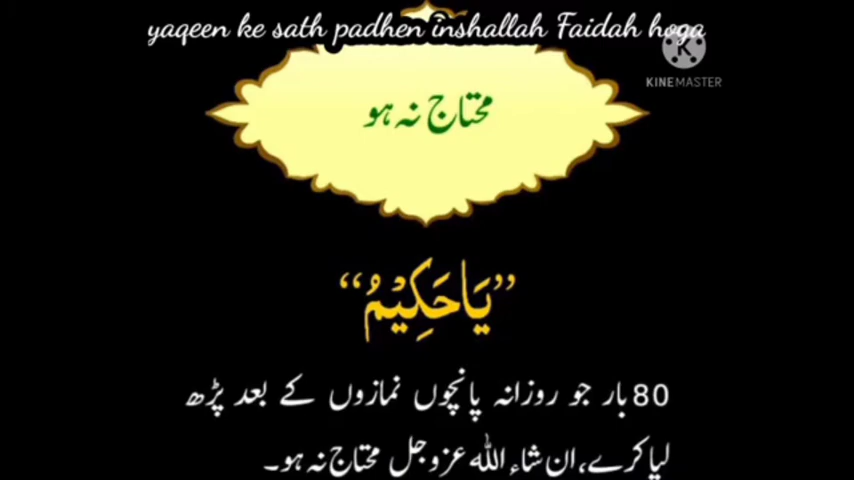 yaqeen ke sath padhen inshallah Faidah hoga
KINEMASTER
محتاج نہ ہو
”یَا حَکِیْمُ“
80 بار جو روزانہ پانچوں نمازوں کے بعد پڑھ
لیا کرے، ان شاء اللہ عزوجل محتاج نہ ہو۔